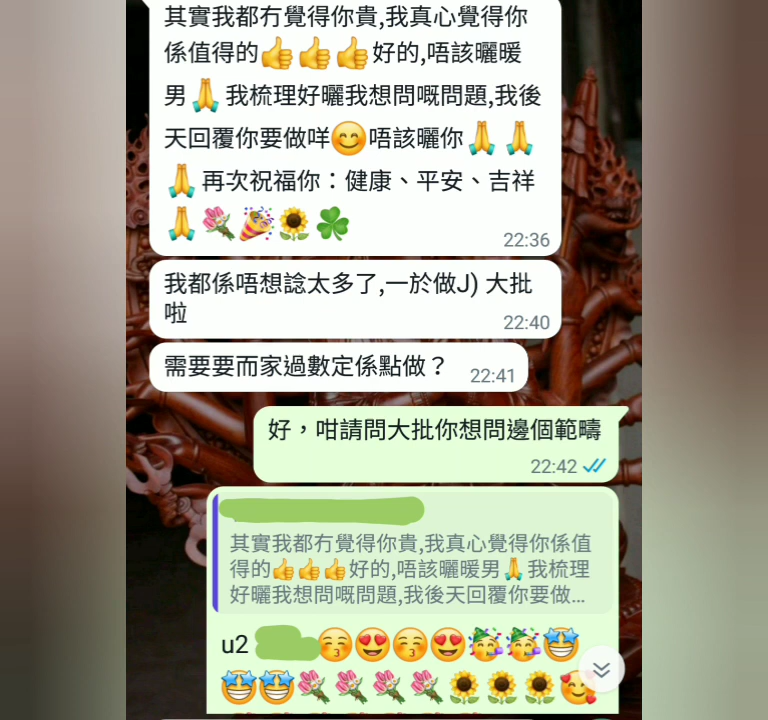 其實我都冇覺得你貴,我真心覺得你
係值得的👍👍👍好的,唔該曬暖
男🙏我梳理好曬我想問嘅問題,我後
天回覆你要做咩😊唔該曬你🙏🙏
🙏再次祝福你：健康、平安、吉祥
🙏💐🎉🌻☘️
22:36
我都係唔想諗太多了,一於做J) 大批
啦
22:40
需要要而家過數定係點做？
22:41
好，咁請問大批你想問邊個範疇
22:42
其實我都冇覺得你貴,我真心覺得你係值
得的👍👍👍好的,唔該曬暖男🙏我梳理
好曬我想問嘅問題,我後天回覆你要做…
u2 😚😍😚😍🥳🥳🤩
🤩🤩💐💐💐💐🌻🌻🌻🥰